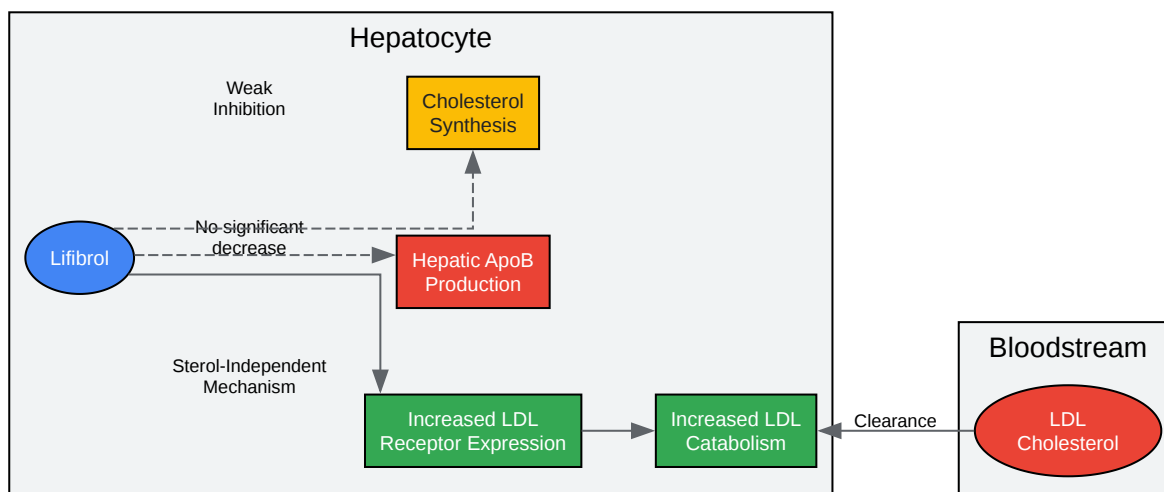 Hepatocyte
Weak
Inhibition
Cholesterol
Synthesis
No significant
decrease
Lifibrol
Hepatic ApoB
Production
Sterol-Independent
Mechanism
Increased LDL
Receptor Expression
Increased LDL
Catabolism
Clearance
Bloodstream
LDL
Cholesterol